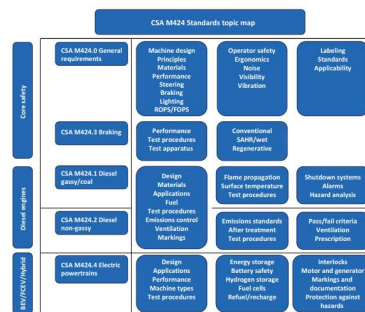 CSA M424 Standards topic map
Core safety
CSA M424.0 General
requirements
Machine design
Principles
Materials
Performance
Steering
Braking
Lighting
ROPS/FOPS
Operator safety
Ergonomics
Noise
Visibility
Vibration
Labeling
Standards
Applicability
CSA M424.3 Braking
Performance
Test procedures
Test apparatus
Conventional
SAHR/wet
Regenerative
Diesel engines
CSA M424.1 Diesel
gassy/coal
Design
Materials
Applications
Fuel
Test procedures
Emissions control
Ventilation
Markings
Flame propagation
Surface temperature
Test procedures
Shutdown systems
Alarms
Hazard analysis
CSA M424.2 Diesel
non-gassy
Emissions standards
After treatment
Test procedures
Pass/fail criteria
Ventilation
Prescription
BEV/FCEV/Hybrid
CSA M424.4 Electric
powertrains
Design
Applications
Performance
Machine types
Test procedures
Energy storage
Battery safety
Hydrogen storage
Fuel cells
Refuel/recharge
Interlocks
Motor and generator
Markings and
documentation
Protection against
hazards